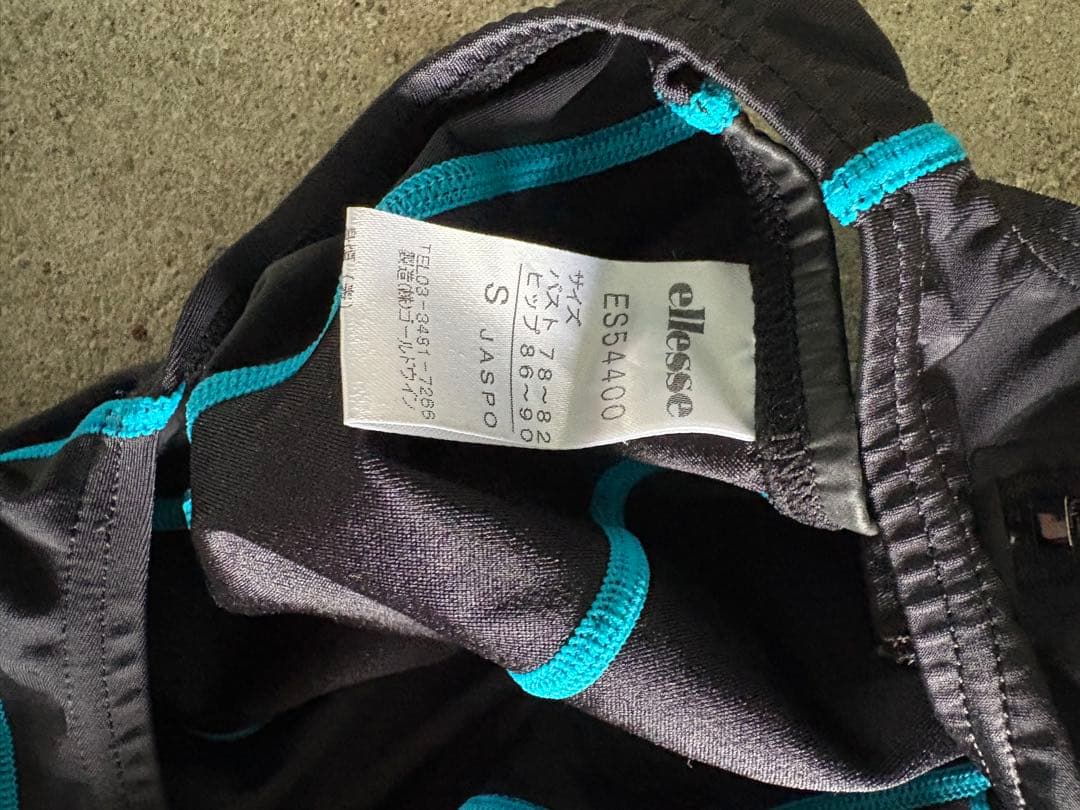 ellesse
ES54400
サイズ
バスト 78~82
ヒップ 86~90
S JASPO
製造(株)ゴールドウイン
TEL03-3481-7286